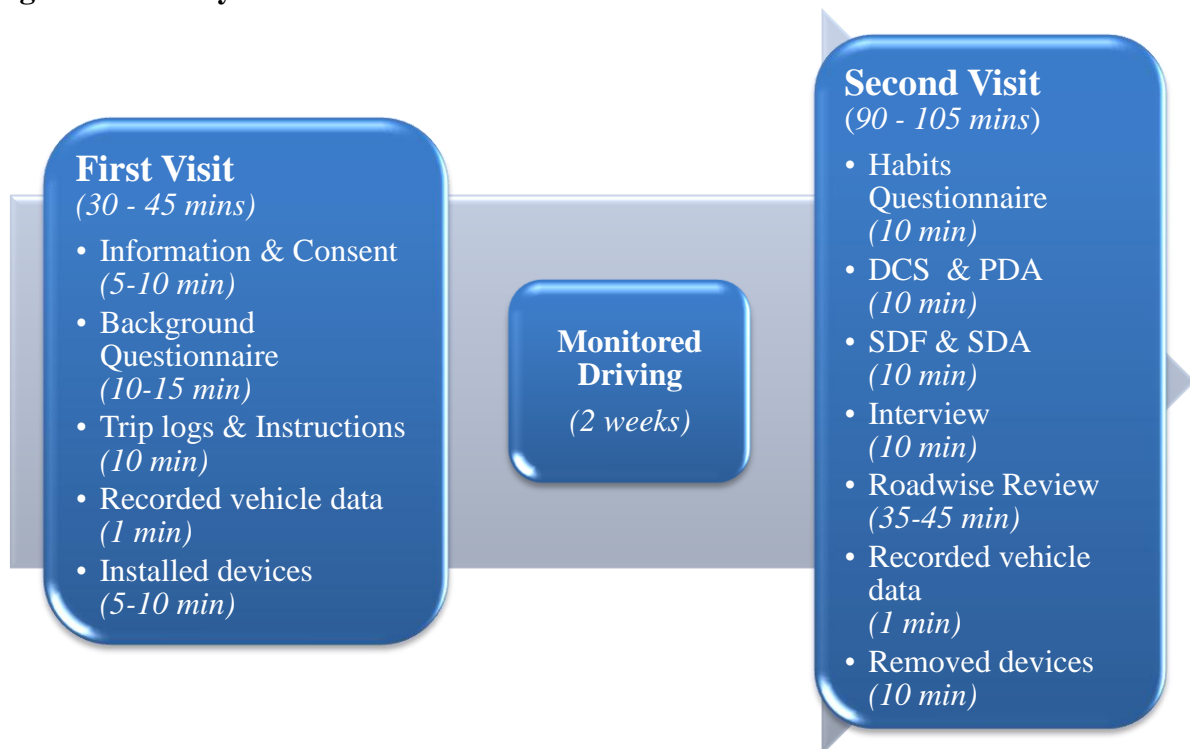 First Visit
(30 - 45 mins)
• Information & Consent
(5-10 min)
• Background
Questionnaire
(10-15 min)
• Trip logs & Instructions
(10 min)
• Recorded vehicle data
(1 min)
• Installed devices
(5-10 min)
Monitored
Driving
(2 weeks)
Second Visit
(90 - 105 mins)
• Habits
Questionnaire
(10 min)
• DCS & PDA
(10 min)
• SDF & SDA
(10 min)
• Interview
(10 min)
• Roadwise Review
(35-45 min)
• Recorded vehicle
data
(1 min)
• Removed devices
(10 min)